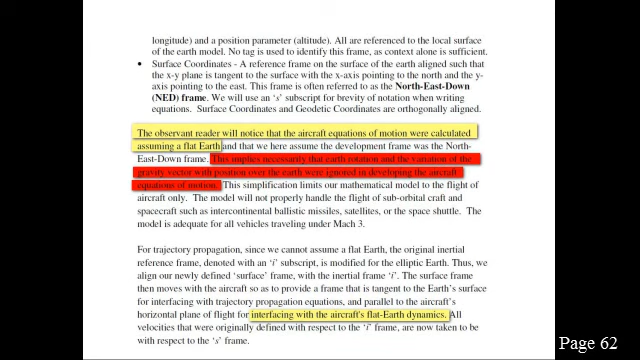 longitude) and a position parameter (altitude). All are referenced to the local surface
of the earth model. No tag is used to identify this frame, as context alone is sufficient.
• Surface Coordinates - A reference frame on the surface of the earth aligned such that
the x-y plane is tangent to the surface with the x-axis pointing to the north and the y-
axis pointing to the east. This frame is often referred to as the North-East-Down
(NED) frame. We will use an ‘s’ subscript for brevity of notation when writing
equations. Surface Coordinates and Geodetic Coordinates are orthogonally aligned.
The observant reader will notice that the aircraft equations of motion were calculated
assuming a flat Earth and that we here assume the development frame was the North-
East-Down frame. This implies necessarily that earth rotation and the variation of the
gravity vector with position over the earth were ignored in developing the aircraft
equations of motion. This simplification limits our mathematical model to the flight of
aircraft only. The model will not properly handle the flight of sub-orbital craft and
spacecraft such as intercontinental ballistic missiles, satellites, or the space shuttle. The
model is adequate for all vehicles traveling under Mach 3.
For trajectory propagation, since we cannot assume a flat Earth, the original inertial
reference frame, denoted with an ‘i’ subscript, is modified for the elliptic Earth. Thus, we
align our newly defined ‘surface’ frame, with the inertial frame ‘i’. The surface frame
then moves with the aircraft so as to provide a frame that is tangent to the Earth's surface
for interfacing with trajectory propagation equations, and parallel to the aircraft's
horizontal plane of flight for interfacing with the aircraft's flat-Earth dynamics. All
velocities that were originally defined with respect to the ‘i’ frame, are now taken to be
with respect to the ‘s’ frame.
Page 62